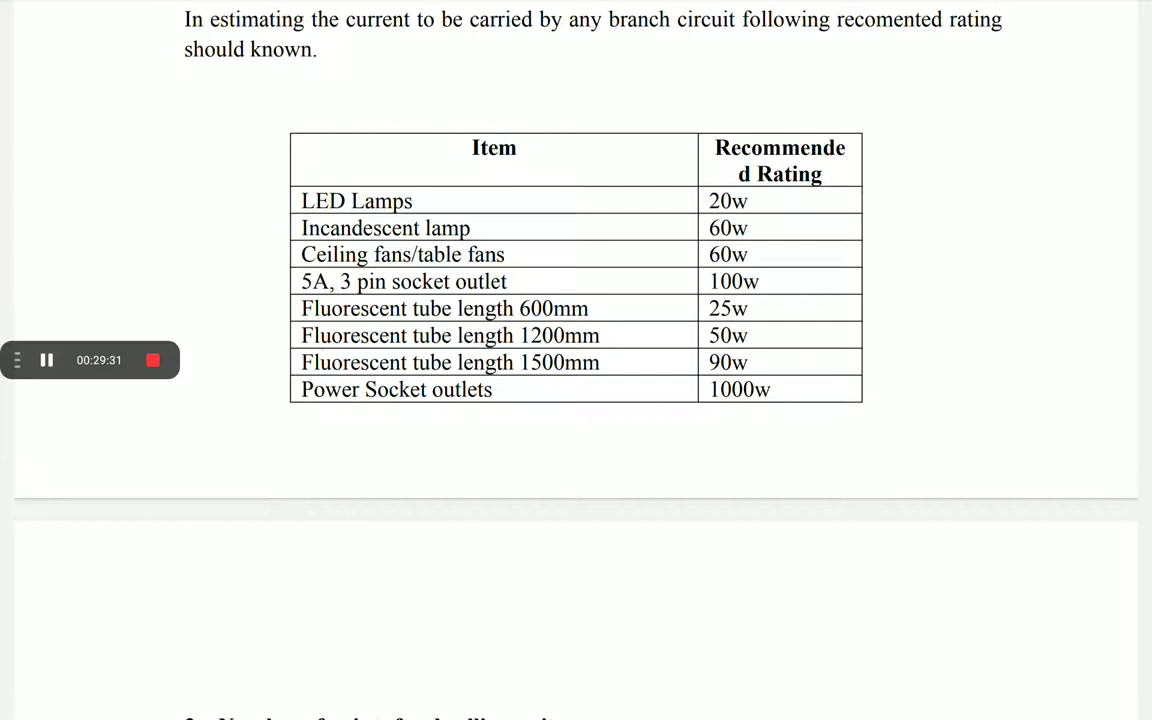 In estimating the current to be carried by any branch circuit following recomented rating
should known.
Item Recommende
d Rating
LED Lamps 20w
Incandescent lamp 60w
Ceiling fans/table fans 60w
5A, 3 pin socket outlet 100w
Fluorescent tube length 600mm 25w
Fluorescent tube length 1200mm 50w
00:29:31
Fluorescent tube length 1500mm 90w
Power Socket outlets 1000w